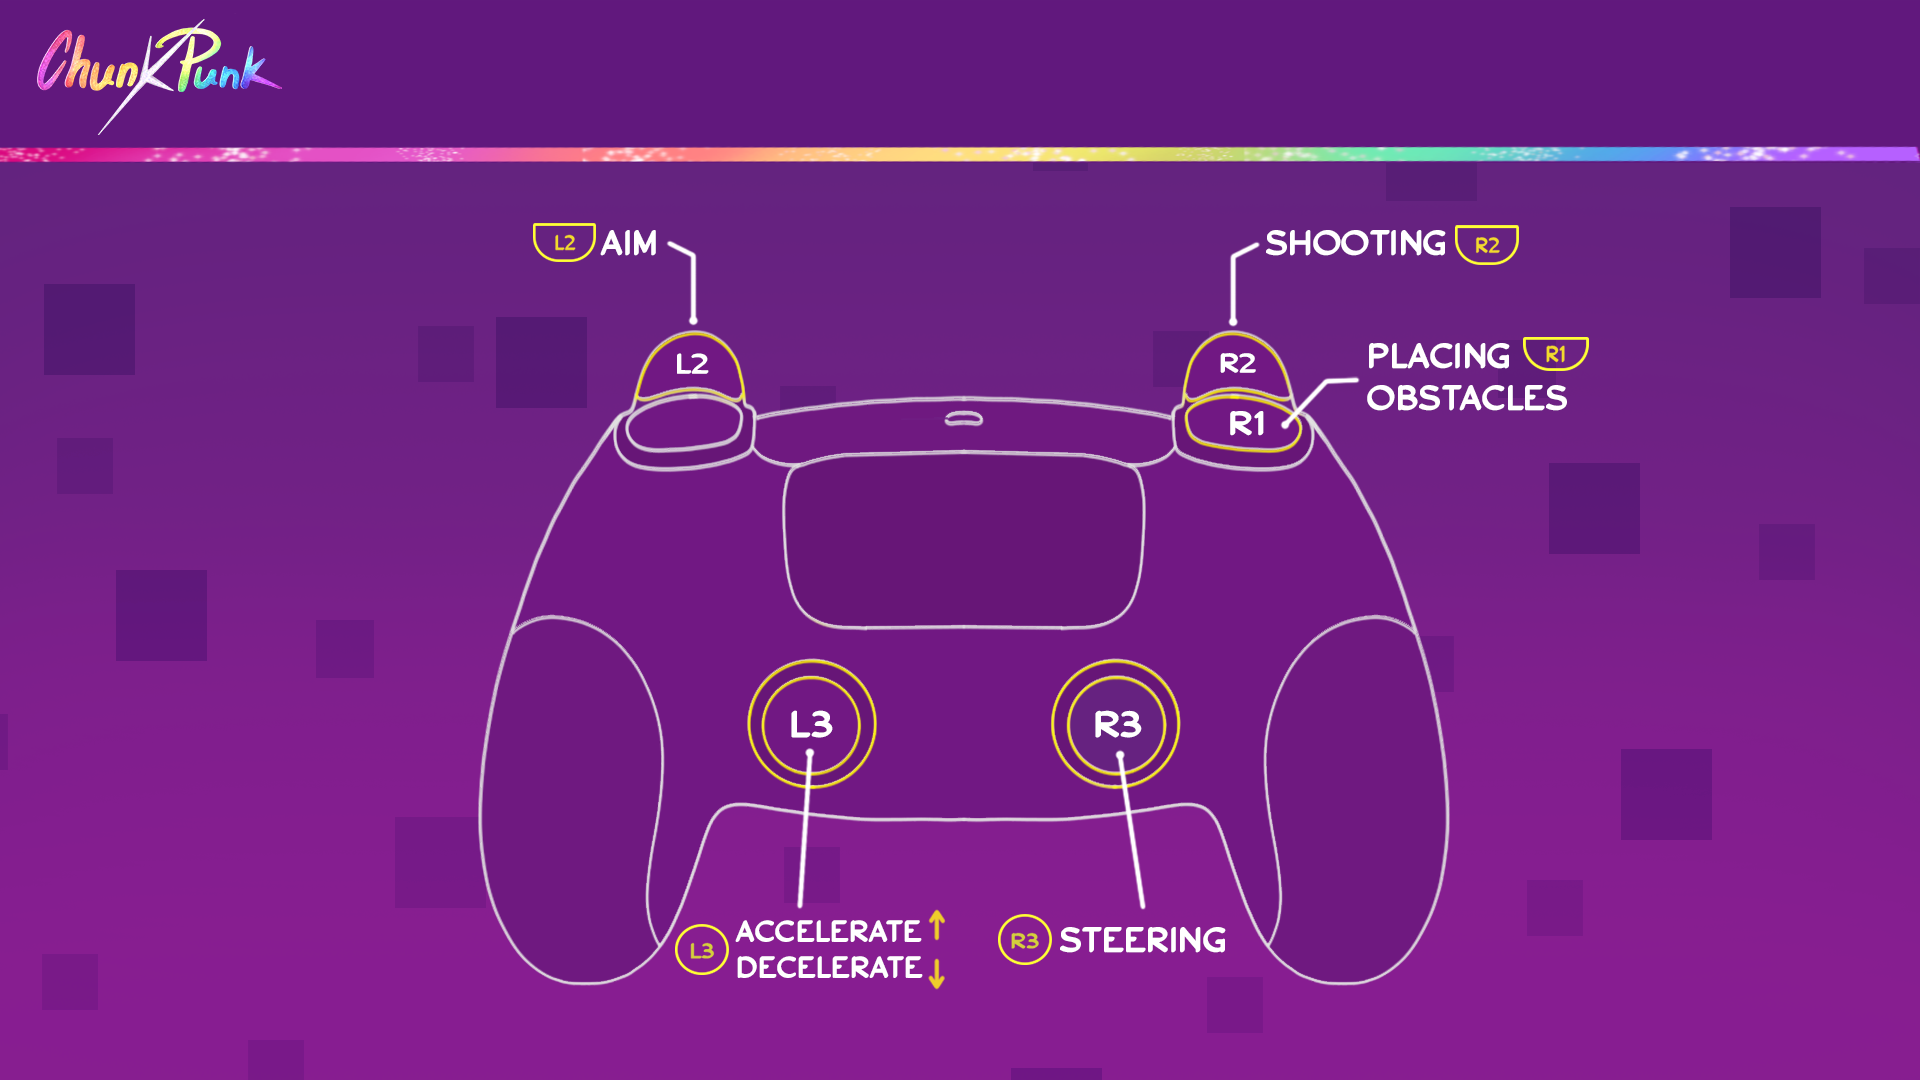 ChunkPunk
L2 AIM
SHOOTING R2
L2
R2
PLACING R1
OBSTACLES
R1
L3
R3
L3 ACCELERATE ↑
DECELERATE ↓
R3 STEERING